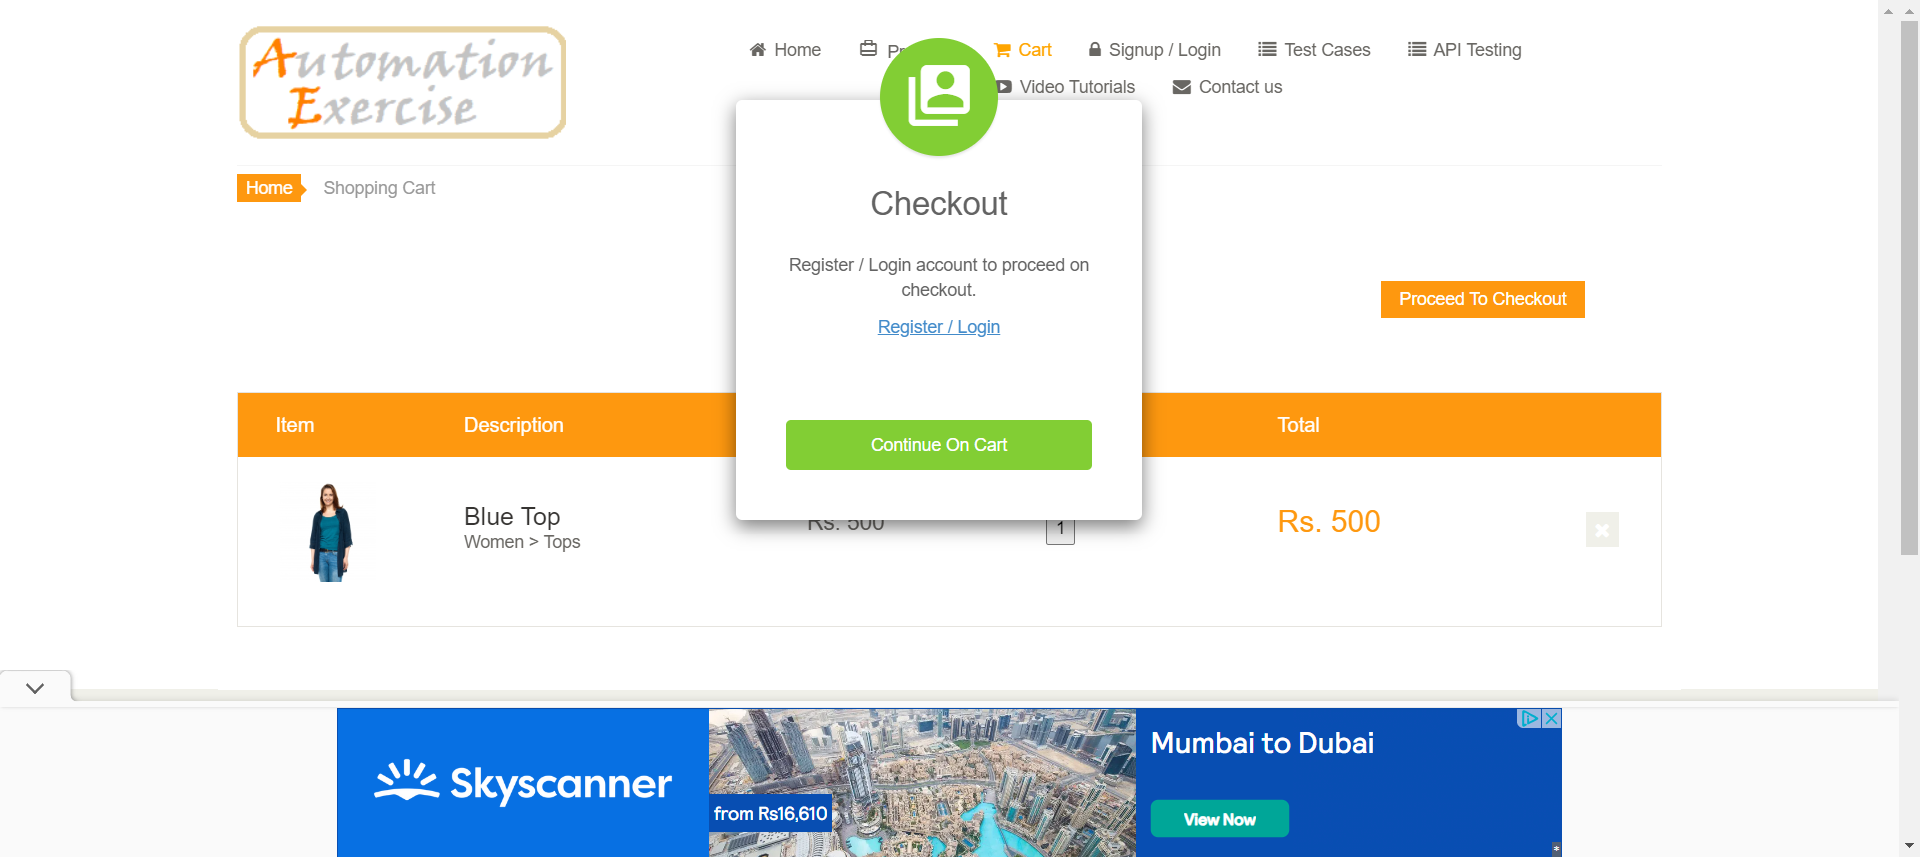 Automation
Exercise
Home
Cart
Signup / Login
Test Cases
API Testing
Video Tutorials
Contact us
Home
Shopping Cart
Checkout
Register / Login account to proceed on
checkout.
Register / Login
Continue On Cart
Proceed To Checkout
Item
Description
Total
Blue Top
Women > Tops
Rs. 500
1
Rs. 500
Skyscanner
from Rs16,610
Mumbai to Dubai
View Now